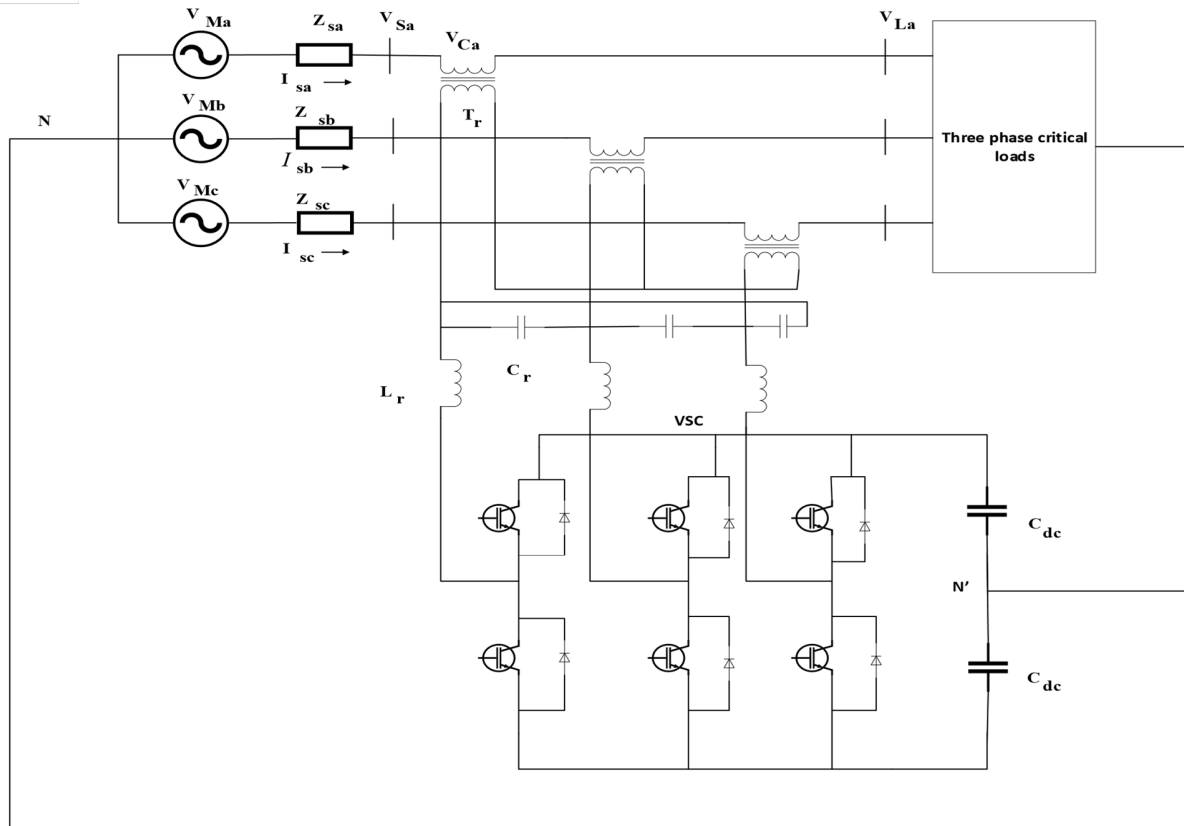 V Ma
Z sa
V Sa
V Ca
V La
I sa
V Mb
Z sb
T r
N
I sb
Three phase critical
loads
V Mc
Z sc
I sc
C r
L r
VSC
C dc
N'
C dc